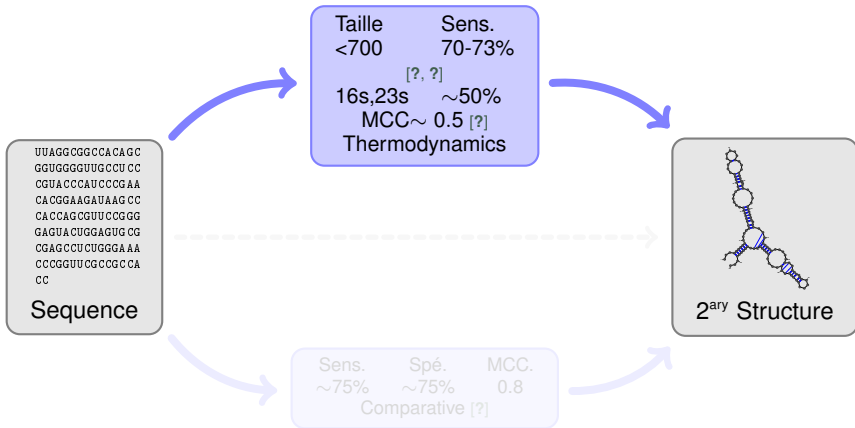 Taille Sens.
<700 70-73%
[?, ?]
16s,23s ∼50%
MCC∼ 0.5 [?]
Thermodynamics
UUAGGCGGCCACAGC
GGUGGGGUUGCCUCC
CGUACCCAUCCCGAA
CACGGAAGAUAAGCC
CACCAGCGUUCCGGG
GAGUACUGGAGUGCG
CGAGCCUCUGGGAAA
CCCGGUUCGCCGCCA
CC
Sequence
2ary Structure
Sens. Spé. MCC.
∼75% ∼75% 0.8
Comparative [?]